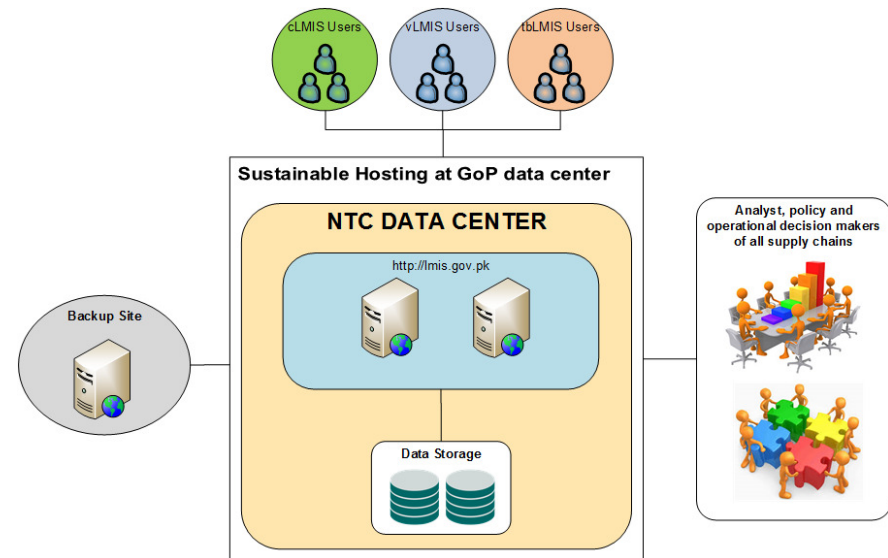 cLMIS Users
vLMIS Users
tbLMIS Users
Sustainable Hosting at GoP data center
NTC DATA CENTER
http://lmis.gov.pk
Data Storage
Backup Site
Analyst, policy and
operational decision makers
of all supply chains